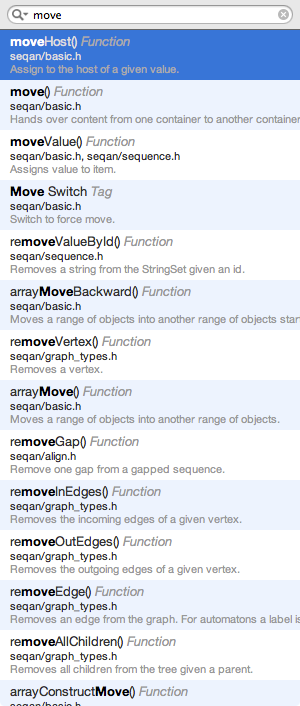 move
moveHost() Function
seqan/basic.h
Assign to the host of a given value.
move() Function
seqan/basic.h
Hands over content from one container to another container
moveValue() Function
seqan/basic.h, seqan/sequence.h
Assigns value to item.
Move Switch Tag
seqan/basic.h
Switch to force move.
removeValueById() Function
seqan/sequence.h
Removes a string from the StringSet given an id.
arrayMoveBackward() Function
seqan/basic.h
Moves a range of objects into another range of objects star
removeVertex() Function
seqan/graph_types.h
Removes a vertex.
arrayMove() Function
seqan/basic.h
Moves a range of objects into another range of objects.
removeGap() Function
seqan/align.h
Remove one gap from a gapped sequence.
removeInEdges() Function
seqan/graph_types.h
Removes the incoming edges of a given vertex.
removeOutEdges() Function
seqan/graph_types.h
Removes the outgoing edges of a given vertex.
removeEdge() Function
seqan/graph_types.h
Removes an edge from the graph. For automatons a label is
removeAllChildren() Function
seqan/graph_types.h
Removes all children from the tree given a parent.
arrayConstructMove() Function
seqan/basic.h